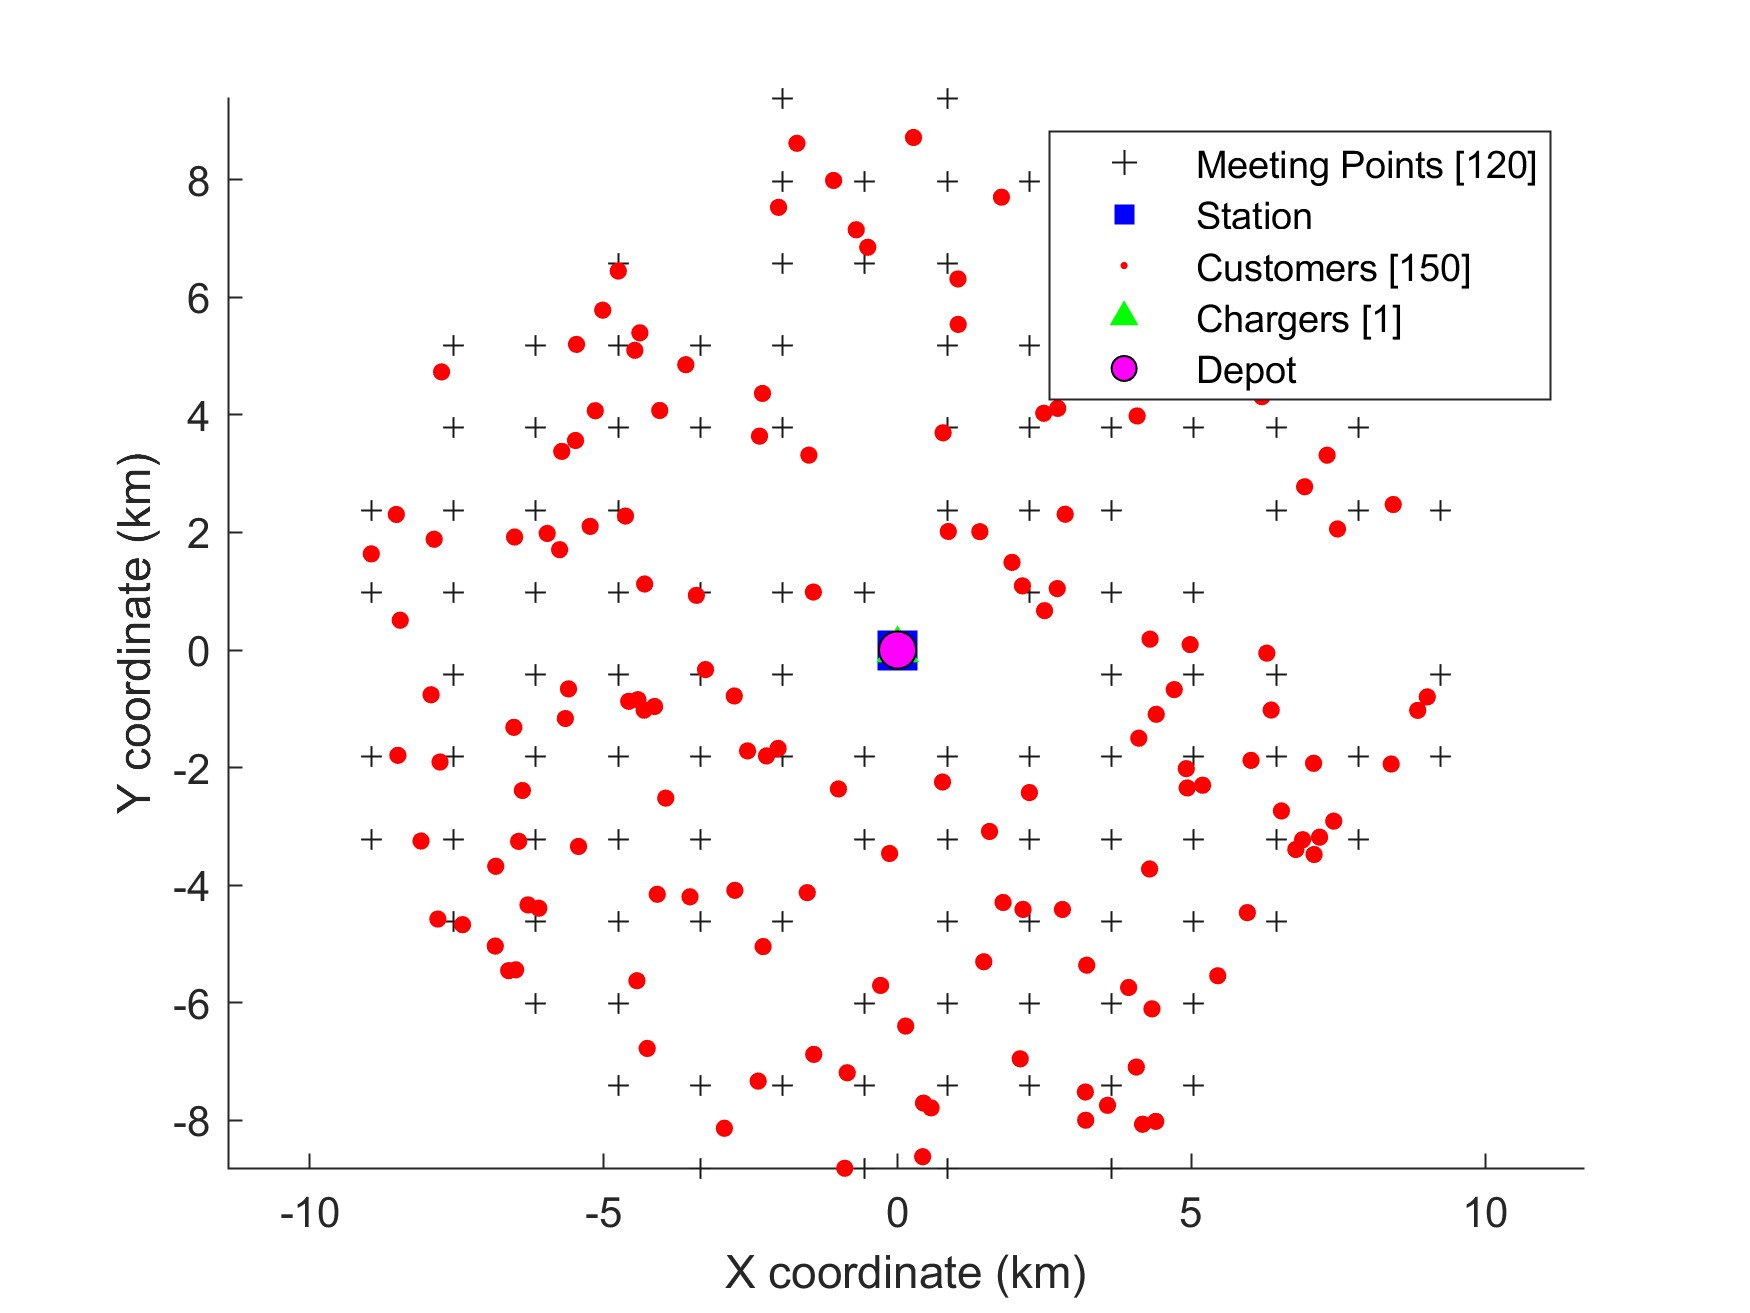 8
6
4
2
0
-2
-4
-6
-8
Y coordinate (km)
-10
-5
0
5
10
X coordinate (km)
Meeting Points [120]
Station
Customers [150]
Chargers [1]
Depot